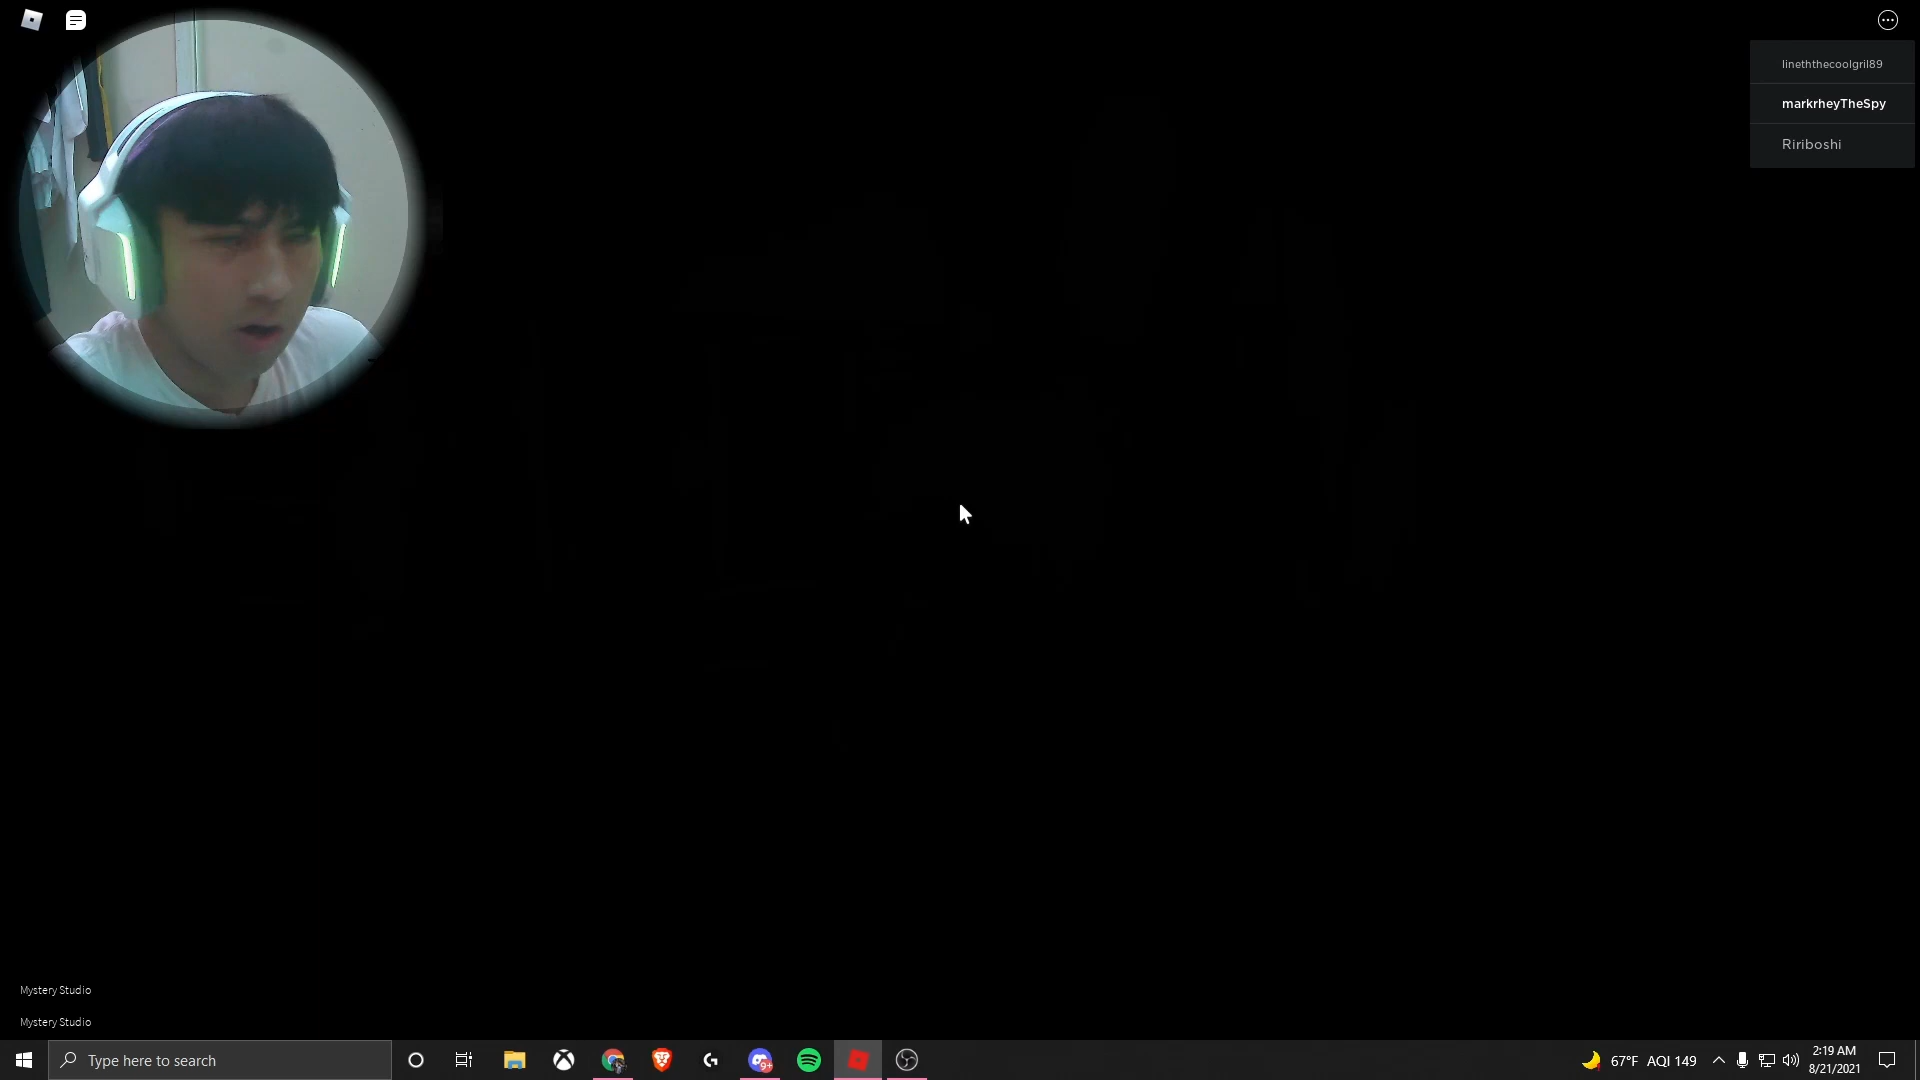 lineththecoolgril89
markrheyTheSpy
Ririboshi
Mystery Studio
Mystery Studio
Type here to search
9+
67°F AQI 149
2:19 AM
8/21/2021